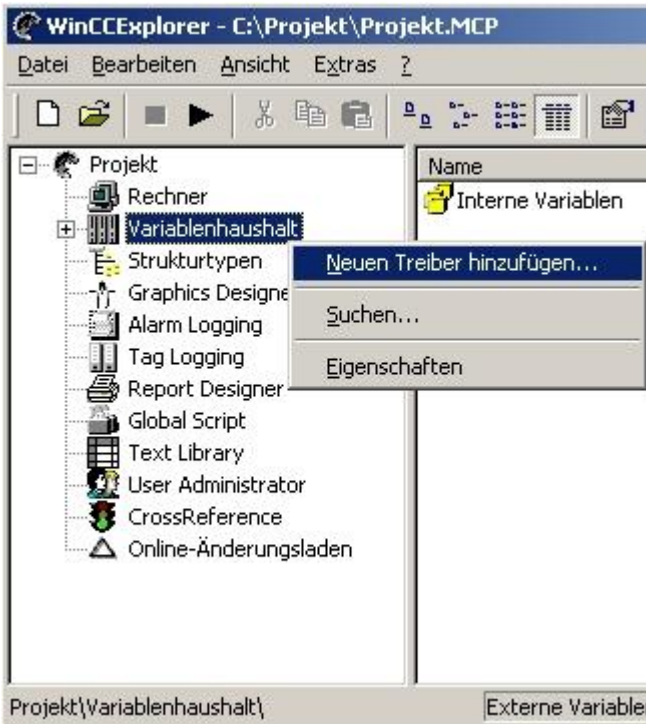 WinCCExplorer - C:\Projekt\Projekt.MCP
Datei Bearbeiten Ansicht Extras ?
Projekt
Rechner
Variablenhaushalt
Strukturtypen
Graphics Designe
Alarm Logging
Tag Logging
Report Designer
Global Script
Text Library
User Administrator
CrossReference
Online-Änderungsladen
Name
Interne Variablen
Neuen Treiber hinzufügen...
Suchen...
Eigenschaften
Projekt\Variablenhaushalt\ Externe Variable